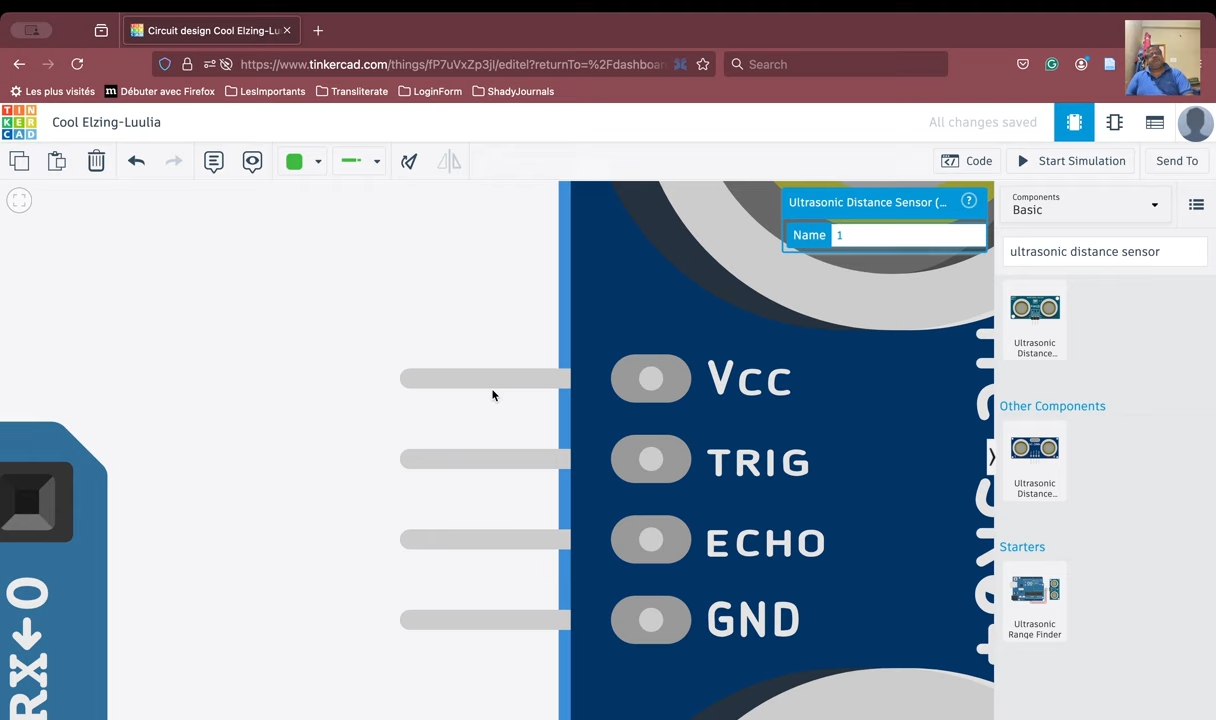 Circuit design Cool Elzing-Lu
https://www.tinkercad.com/things/fP7uVxZp3jI/editel?returnTo=%2Fdashboar
Search
Les plus visités
Débuter avec Firefox
LesImportants
Transliterate
LoginForm
ShadyJournals
TIN
KER
CAD
Cool Elzing-Luulia
All changes saved
Code
Start Simulation
Send To
Ultrasonic Distance Sensor (...
Name 1
Components
Basic
ultrasonic distance sensor
Ultrasonic
Distance...
Other Components
Ultrasonic
Distance...
Starters
Ultrasonic
Range Finder
Vcc
TRIG
ECHO
GND
RX←0